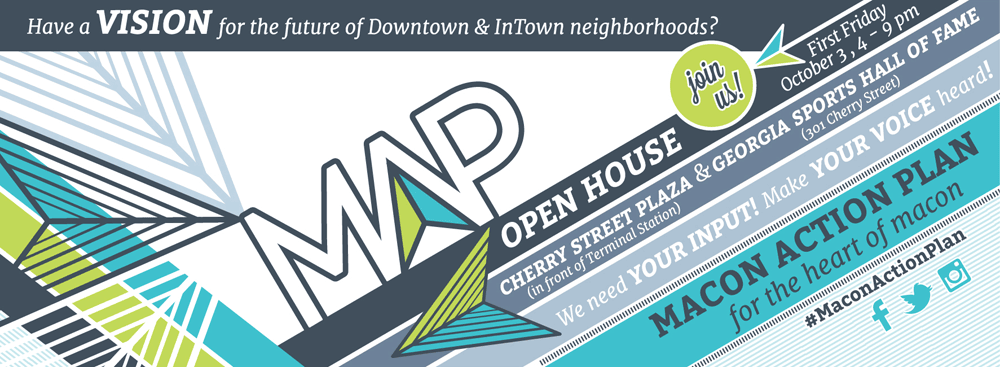 Have a VISION for the future of Downtown & InTown neighborhoods?
join
us!
First Friday
October 3, 4 - 9 pm
MAP
OPEN HOUSE
CHERRY STREET PLAZA & GEORGIA SPORTS HALL OF FAME
(in front of Terminal Station) (301 Cherry Street)
We need YOUR INPUT! Make YOUR VOICE heard!
MACON ACTION PLAN
for the heart of macon
#MaconActionPlan